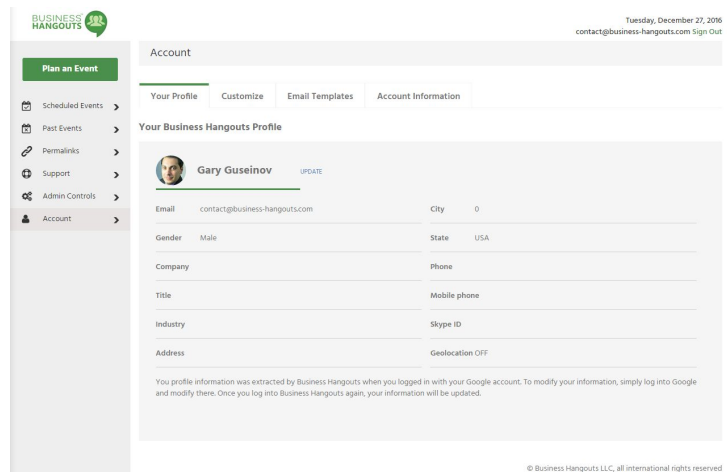 BUSINESS
HANGOUTS
Tuesday, December 27, 2016
contact@business-hangouts.com Sign Out
Plan an Event
Scheduled Events
Past Events
Permalinks
Support
Admin Controls
Account
Account
Your Profile Customize Email Templates Account Information
Your Business Hangouts Profile
Gary Guseinov UPDATE
Email contact@business-hangouts.com City 0
Gender Male State USA
Company Phone
Title Mobile phone
Industry Skype ID
Address Geolocation OFF
You profile information was extracted by Business Hangouts when you logged in with your Google account. To modify your information, simply log into Google
and modify there. Once you log into Business Hangouts again, your information will be updated.
© Business Hangouts LLC, all international rights reserved